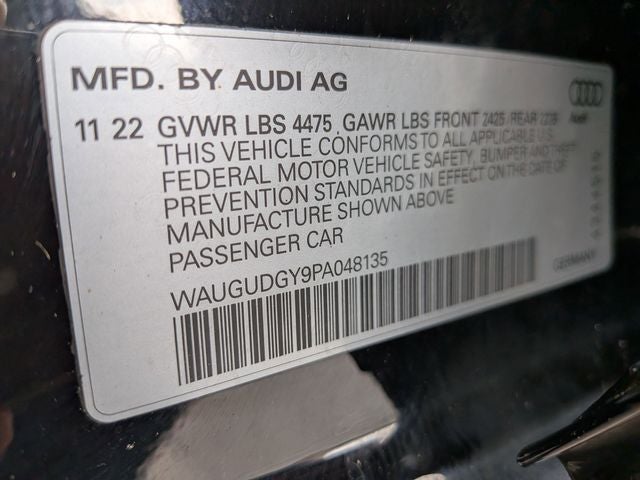 MFD. BY AUDI AG
Audi
11 22 GVWR LBS 4475 GAWR LBS FRONT 2425 REAR
THIS VEHICLE CONFORMS TO ALL APPLICABLE U.S.
FEDERAL MOTOR VEHICLE SAFETY, BUMPER AND THEFT
PREVENTION STANDARDS IN EFFECT ON THE DATE OF
MANUFACTURE SHOWN ABOVE
PASSENGER CAR
WAUGUDGY9PA048135
GERMANY